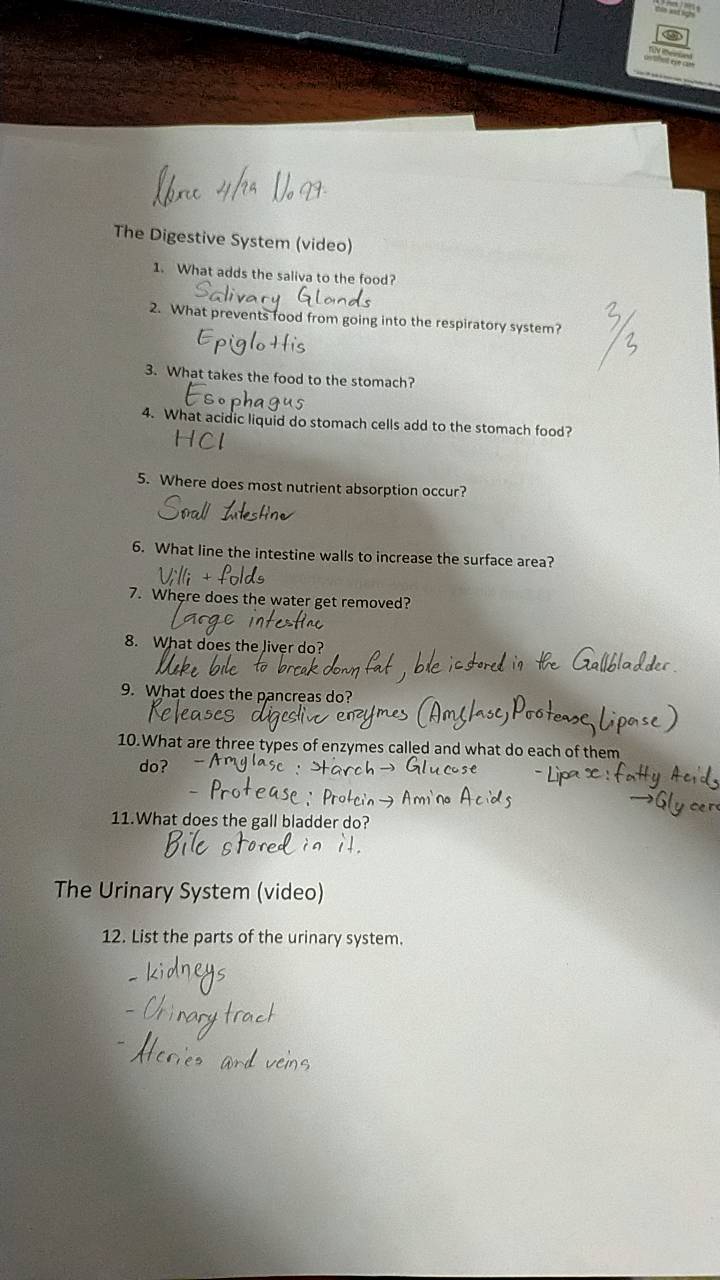 TÜV Rheinland
certified eye care
4/29 No 27.
The Digestive System (video)
1. What adds the saliva to the food?
Salivary Glands
2. What prevents food from going into the respiratory system?
3/3
Epiglottis
3. What takes the food to the stomach?
Esophagus
4. What acidic liquid do stomach cells add to the stomach food?
HCl
5. Where does most nutrient absorption occur?
Small Intestine
6. What line the intestine walls to increase the surface area?
Villi + folds
7. Where does the water get removed?
Large intestine
8. What does the liver do?
Make bile to break down fat, bile is stored in the Gallbladder.
9. What does the pancreas do?
Releases digestive enzymes (Amylase, Protease, Lipase)
10.What are three types of enzymes called and what do each of them
do? - Amylase : Starch → Glucose - Lipase : fatty Acids
- Protease : Protein → Amino Acids → Glycero
11.What does the gall bladder do?
Bile stored in it.
The Urinary System (video)
12. List the parts of the urinary system.
- kidneys
- Urinary tract
- Ateries and veins